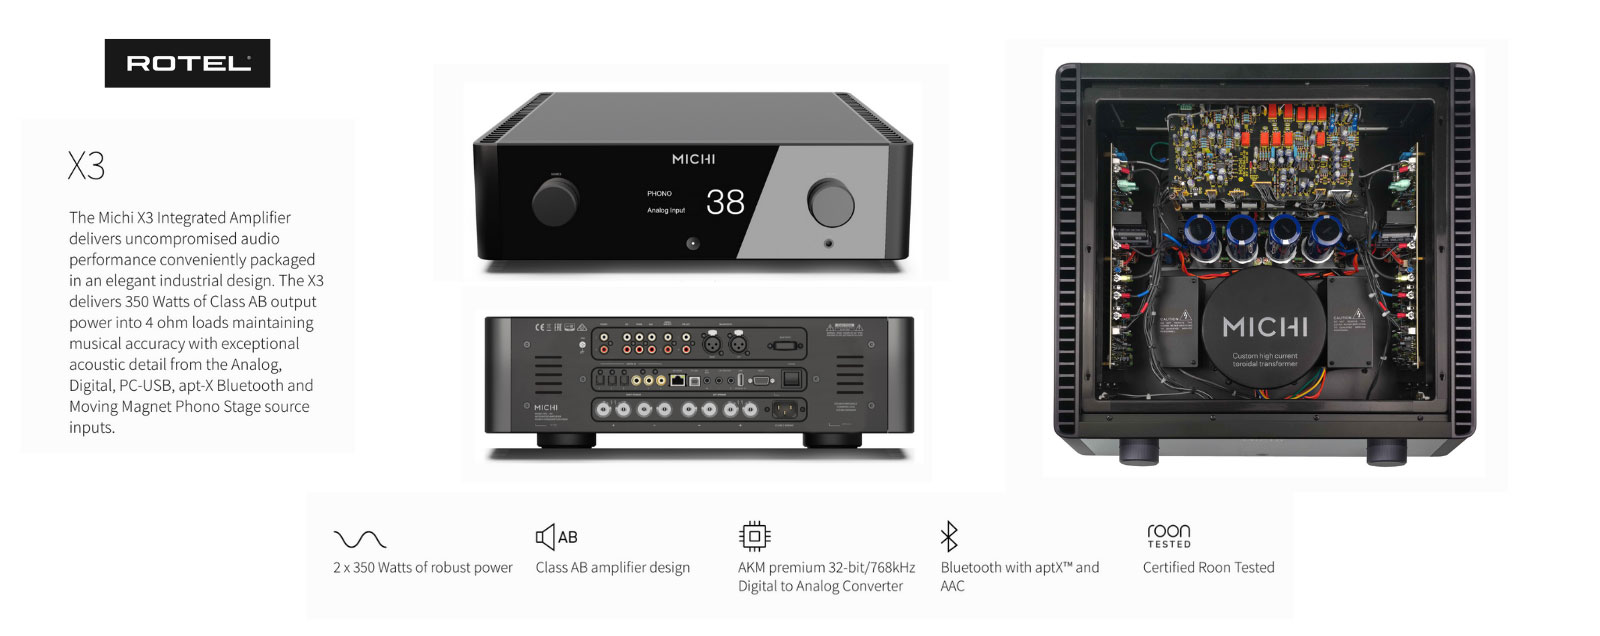 ROTEL
X3
The Michi X3 Integrated Amplifier
delivers uncompromised audio
performance conveniently packaged
in an elegant industrial design. The X3
delivers 350 Watts of Class AB output
power into 4 ohm loads maintaining
musical accuracy with exceptional
acoustic detail from the Analog,
Digital, PC-USB, apt-X Bluetooth and
Moving Magnet Phono Stage source
inputs.
MICHI
PHONO
Analog Input
38
MICHI
CAUTION
MICHI
Custom high current
toroidal transformer
CAUTION
2 x 350 Watts of robust power
AB
Class AB amplifier design
AKM premium 32-bit/768kHz
Digital to Analog Converter
Bluetooth with aptX™ and
AAC
roon
TESTED
Certified Roon Tested